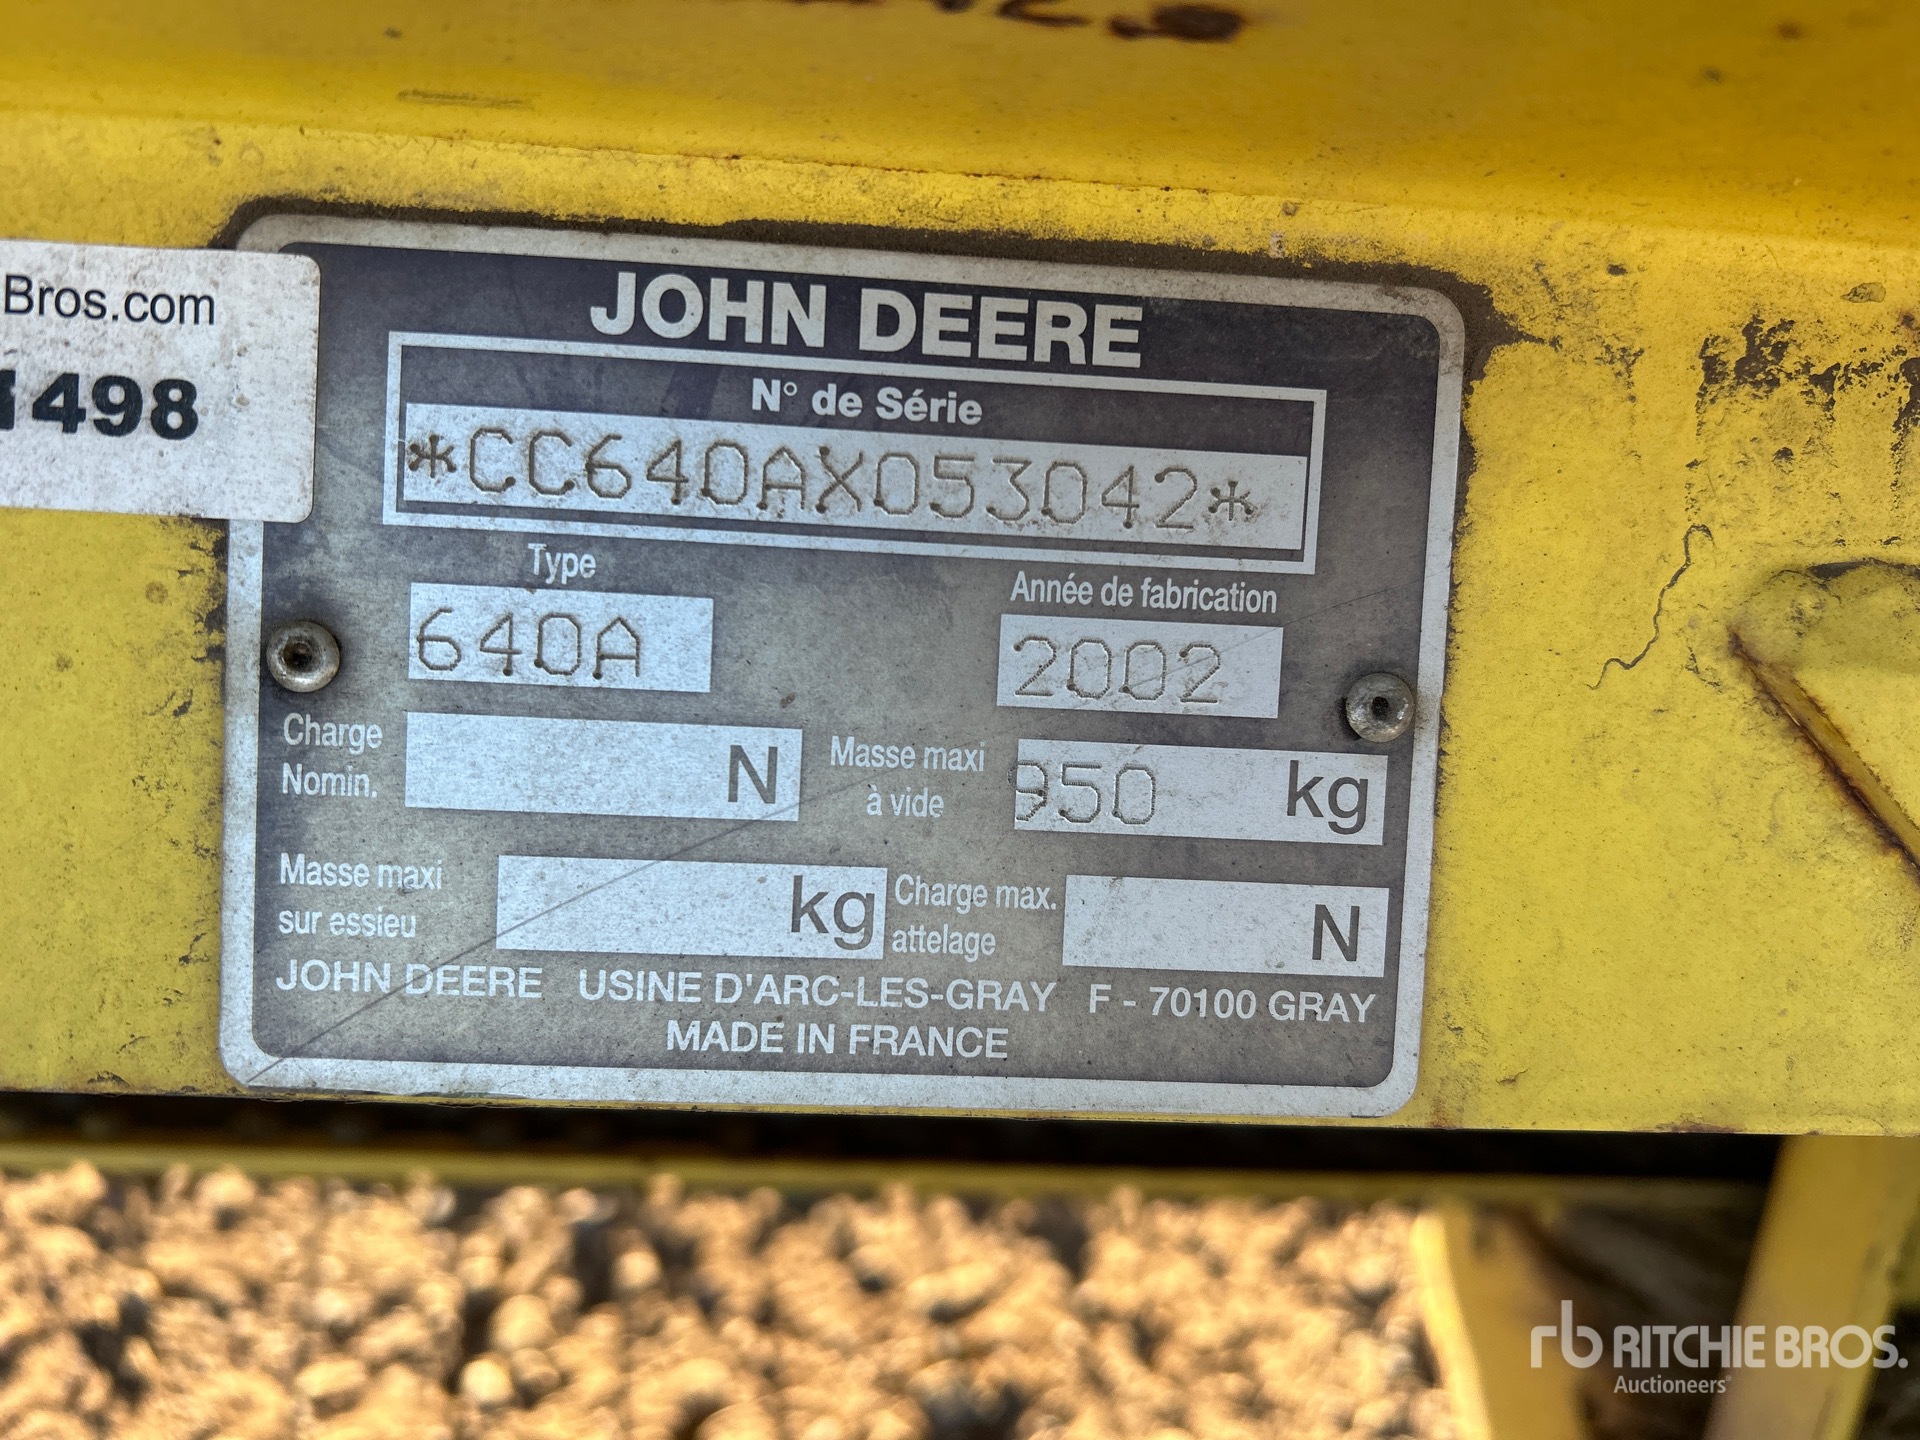 Bros.com
1498
JOHN DEERE
N° de Série
*CC640AX053042*
Type
640A
Année de fabrication
2002
Charge
Nomin.
N
Masse maxi
à vide
950 kg
Masse maxi
sur essieu
kg
Charge max.
attelage
N
JOHN DEERE USINE D'ARC-LES-GRAY F - 70100 GRAY
MADE IN FRANCE
rb RITCHIE BROS.
Auctioneers